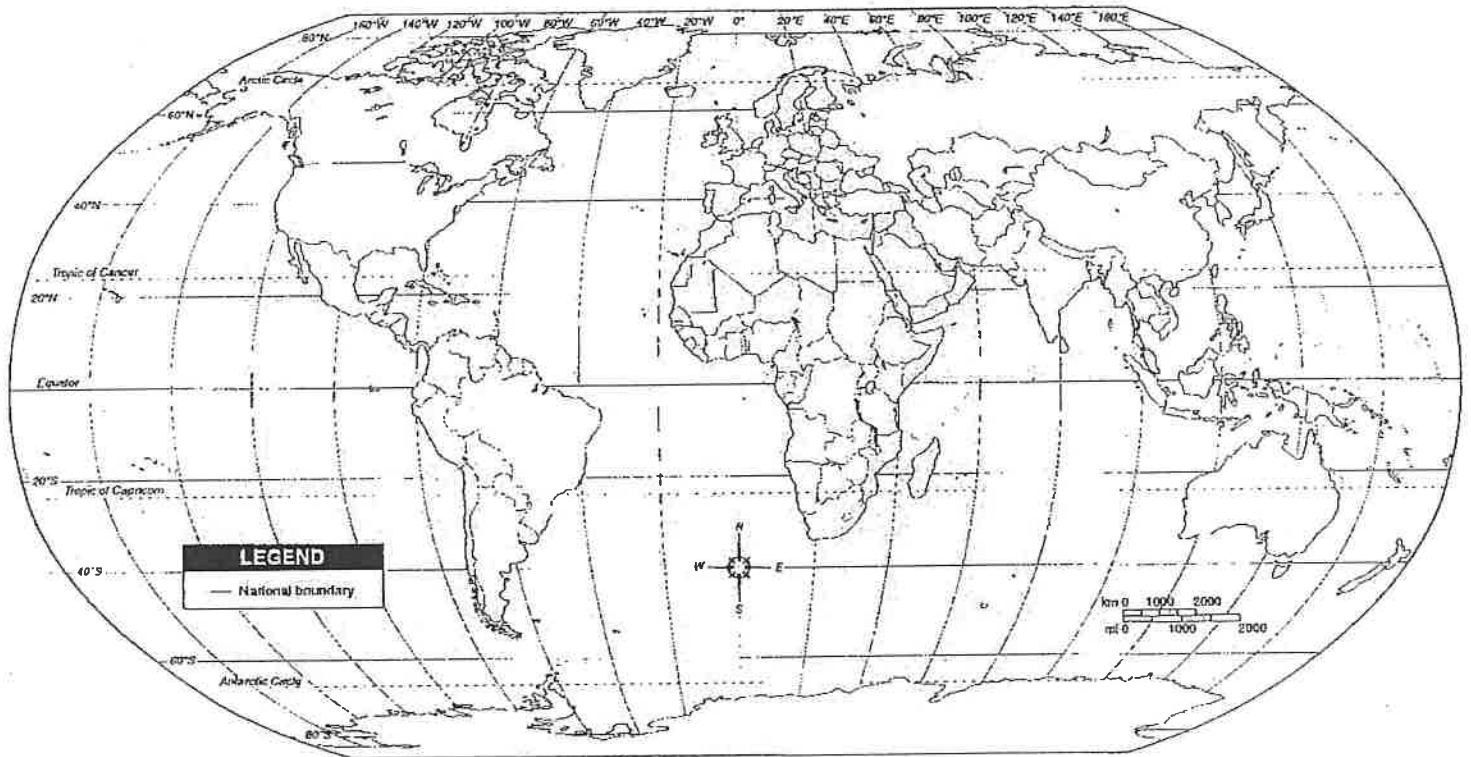 160°W 140°W 120°W 100°W 80°W 60°W 40°W 20°W 0° 20°E 40°E 60°E 80°E 100°E 120°E 140°E 160°E
80°N
Arctic Circle
60°N
40°N
Tropic of Cancer
20°N
Equator
20°S
Tropic of Capricorn
LEGEND
National boundary
N
W E
S
40°S
km 0 1000 2000
mi 0 1000 2000
60°S
Antarctic Circle
80°S